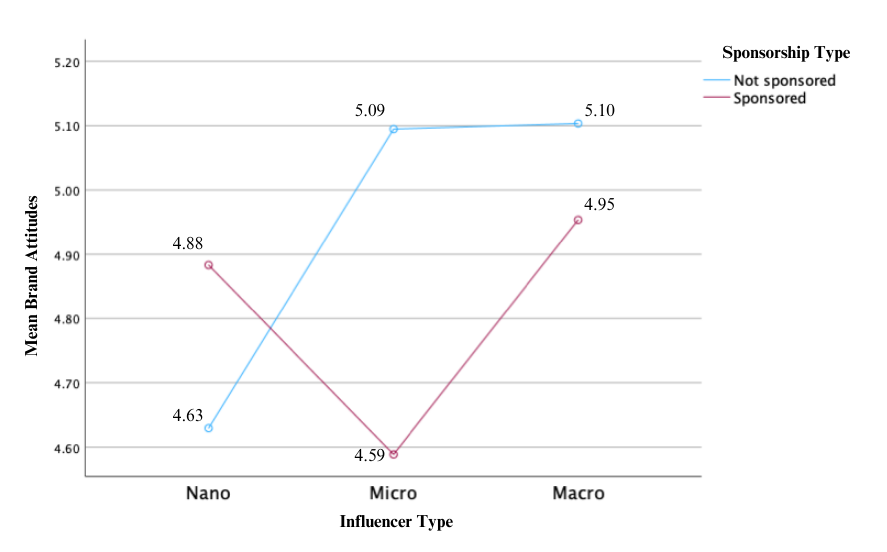 Sponsorship Type
Not sponsored
Sponsored
5.20
5.10
5.00
4.90
4.80
4.70
4.60
Mean Brand Attitudes
5.09
5.10
4.95
4.88
4.63
4.59
Nano
Micro
Macro
Influencer Type